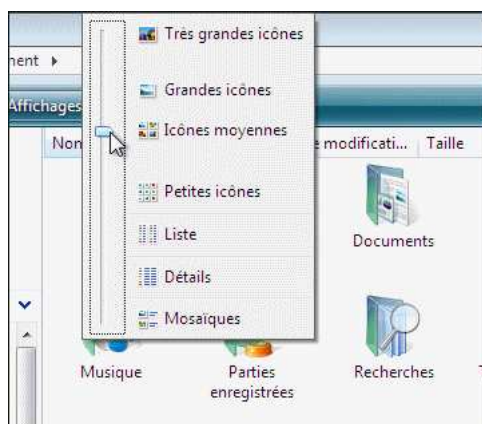 Très grandes icônes
ment
Grandes icônes
Affichages
Icônes moyennes
Nom
modificati... Taille
Petites icônes
Liste
Documents
Détails
Mosaïques
Musique
Parties
enregistrées
Recherches